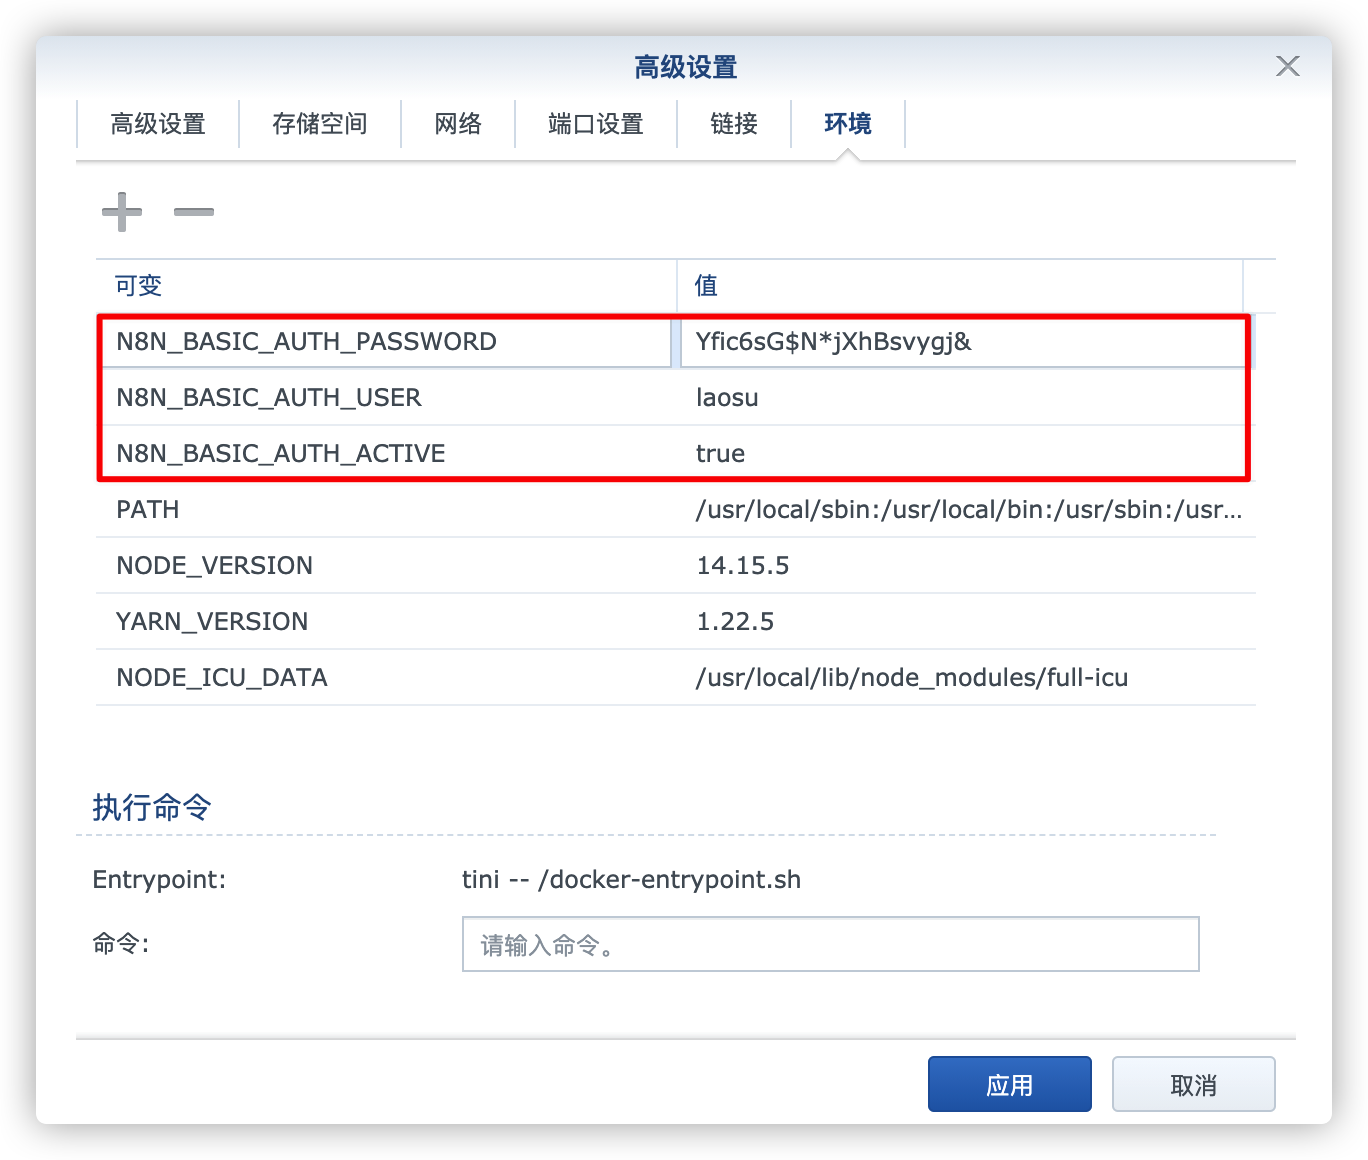 高级设置
高级设置 存储空间 网络 端口设置 链接 环境
可变 值
N8N_BASIC_AUTH_PASSWORD Yfic6sG$N*jXhBsvygj&
N8N_BASIC_AUTH_USER laosu
N8N_BASIC_AUTH_ACTIVE true
PATH /usr/local/sbin:/usr/local/bin:/usr/sbin:/usr...
NODE_VERSION 14.15.5
YARN_VERSION 1.22.5
NODE_ICU_DATA /usr/local/lib/node_modules/full-icu
执行命令
Entrypoint: tini -- /docker-entrypoint.sh
命令: 请输入命令。
应用 取消